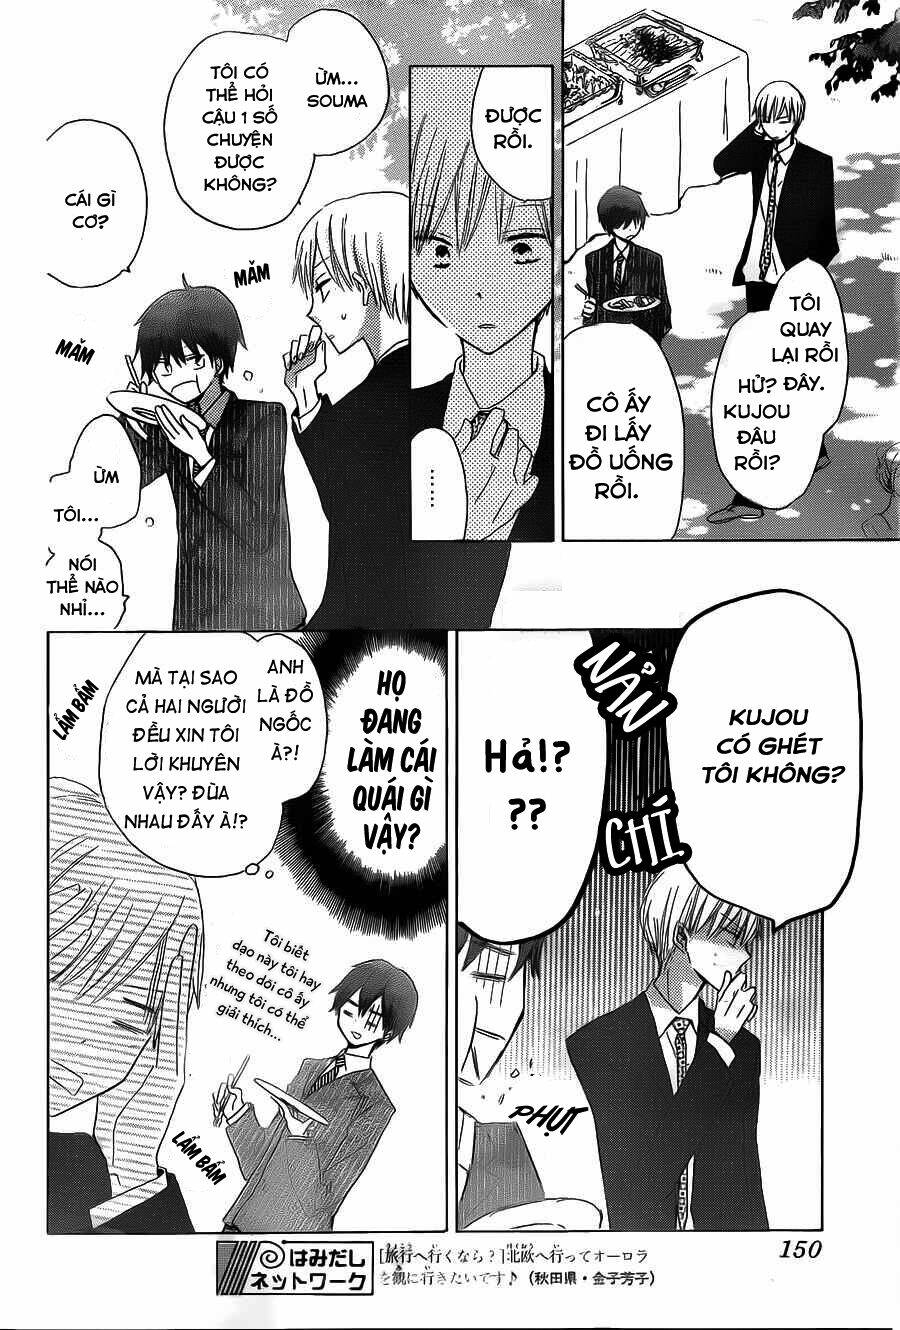 TÔI
QUAY
LẠI RỒI
ĐÂY.
HỬ?
KUJOU
ĐÂU
RỒI?
CÔ ẤY
ĐI LẤY
ĐỒ UỐNG
RỒI.
ĐƯỢC
RỒI.
......
ỪM...
SOUMA
TÔI CÓ
THỂ HỎI
CẬU 1 SỐ
CHUYỆN
ĐƯỢC
KHÔNG?
CÁI GÌ
CƠ?
MĂM
MĂM
ỪM
TÔI...
NÓI
THẾ NÀO
NHỈ...
KUJOU
CÓ GHÉT
TÔI KHÔNG?
NẢN
CHÍ
Hả!?
??
PHỤT
HỌ
ĐANG
LÀM CÁI
QUÁI GÌ
VẬY?
ANH
LÀ ĐỒ
NGỐC
À?!
MÀ TẠI SAO
CẢ HAI NGƯỜI
ĐỀU XIN TÔI
LỜI KHUYÊN
VẬY? ĐÙA
NHAU ĐẤY À!?
LẨM BẨM
Tôi biết
dạo này tôi hay
theo dõi cô ấy
nhưng tôi có thể
giải thích...
LẨM BẨM
150
はみだし
ネットワーク
[旅行へ行くなら？]北欧へ行ってオーロラ
を観に行きたいです♪（秋田県・金子芳子）